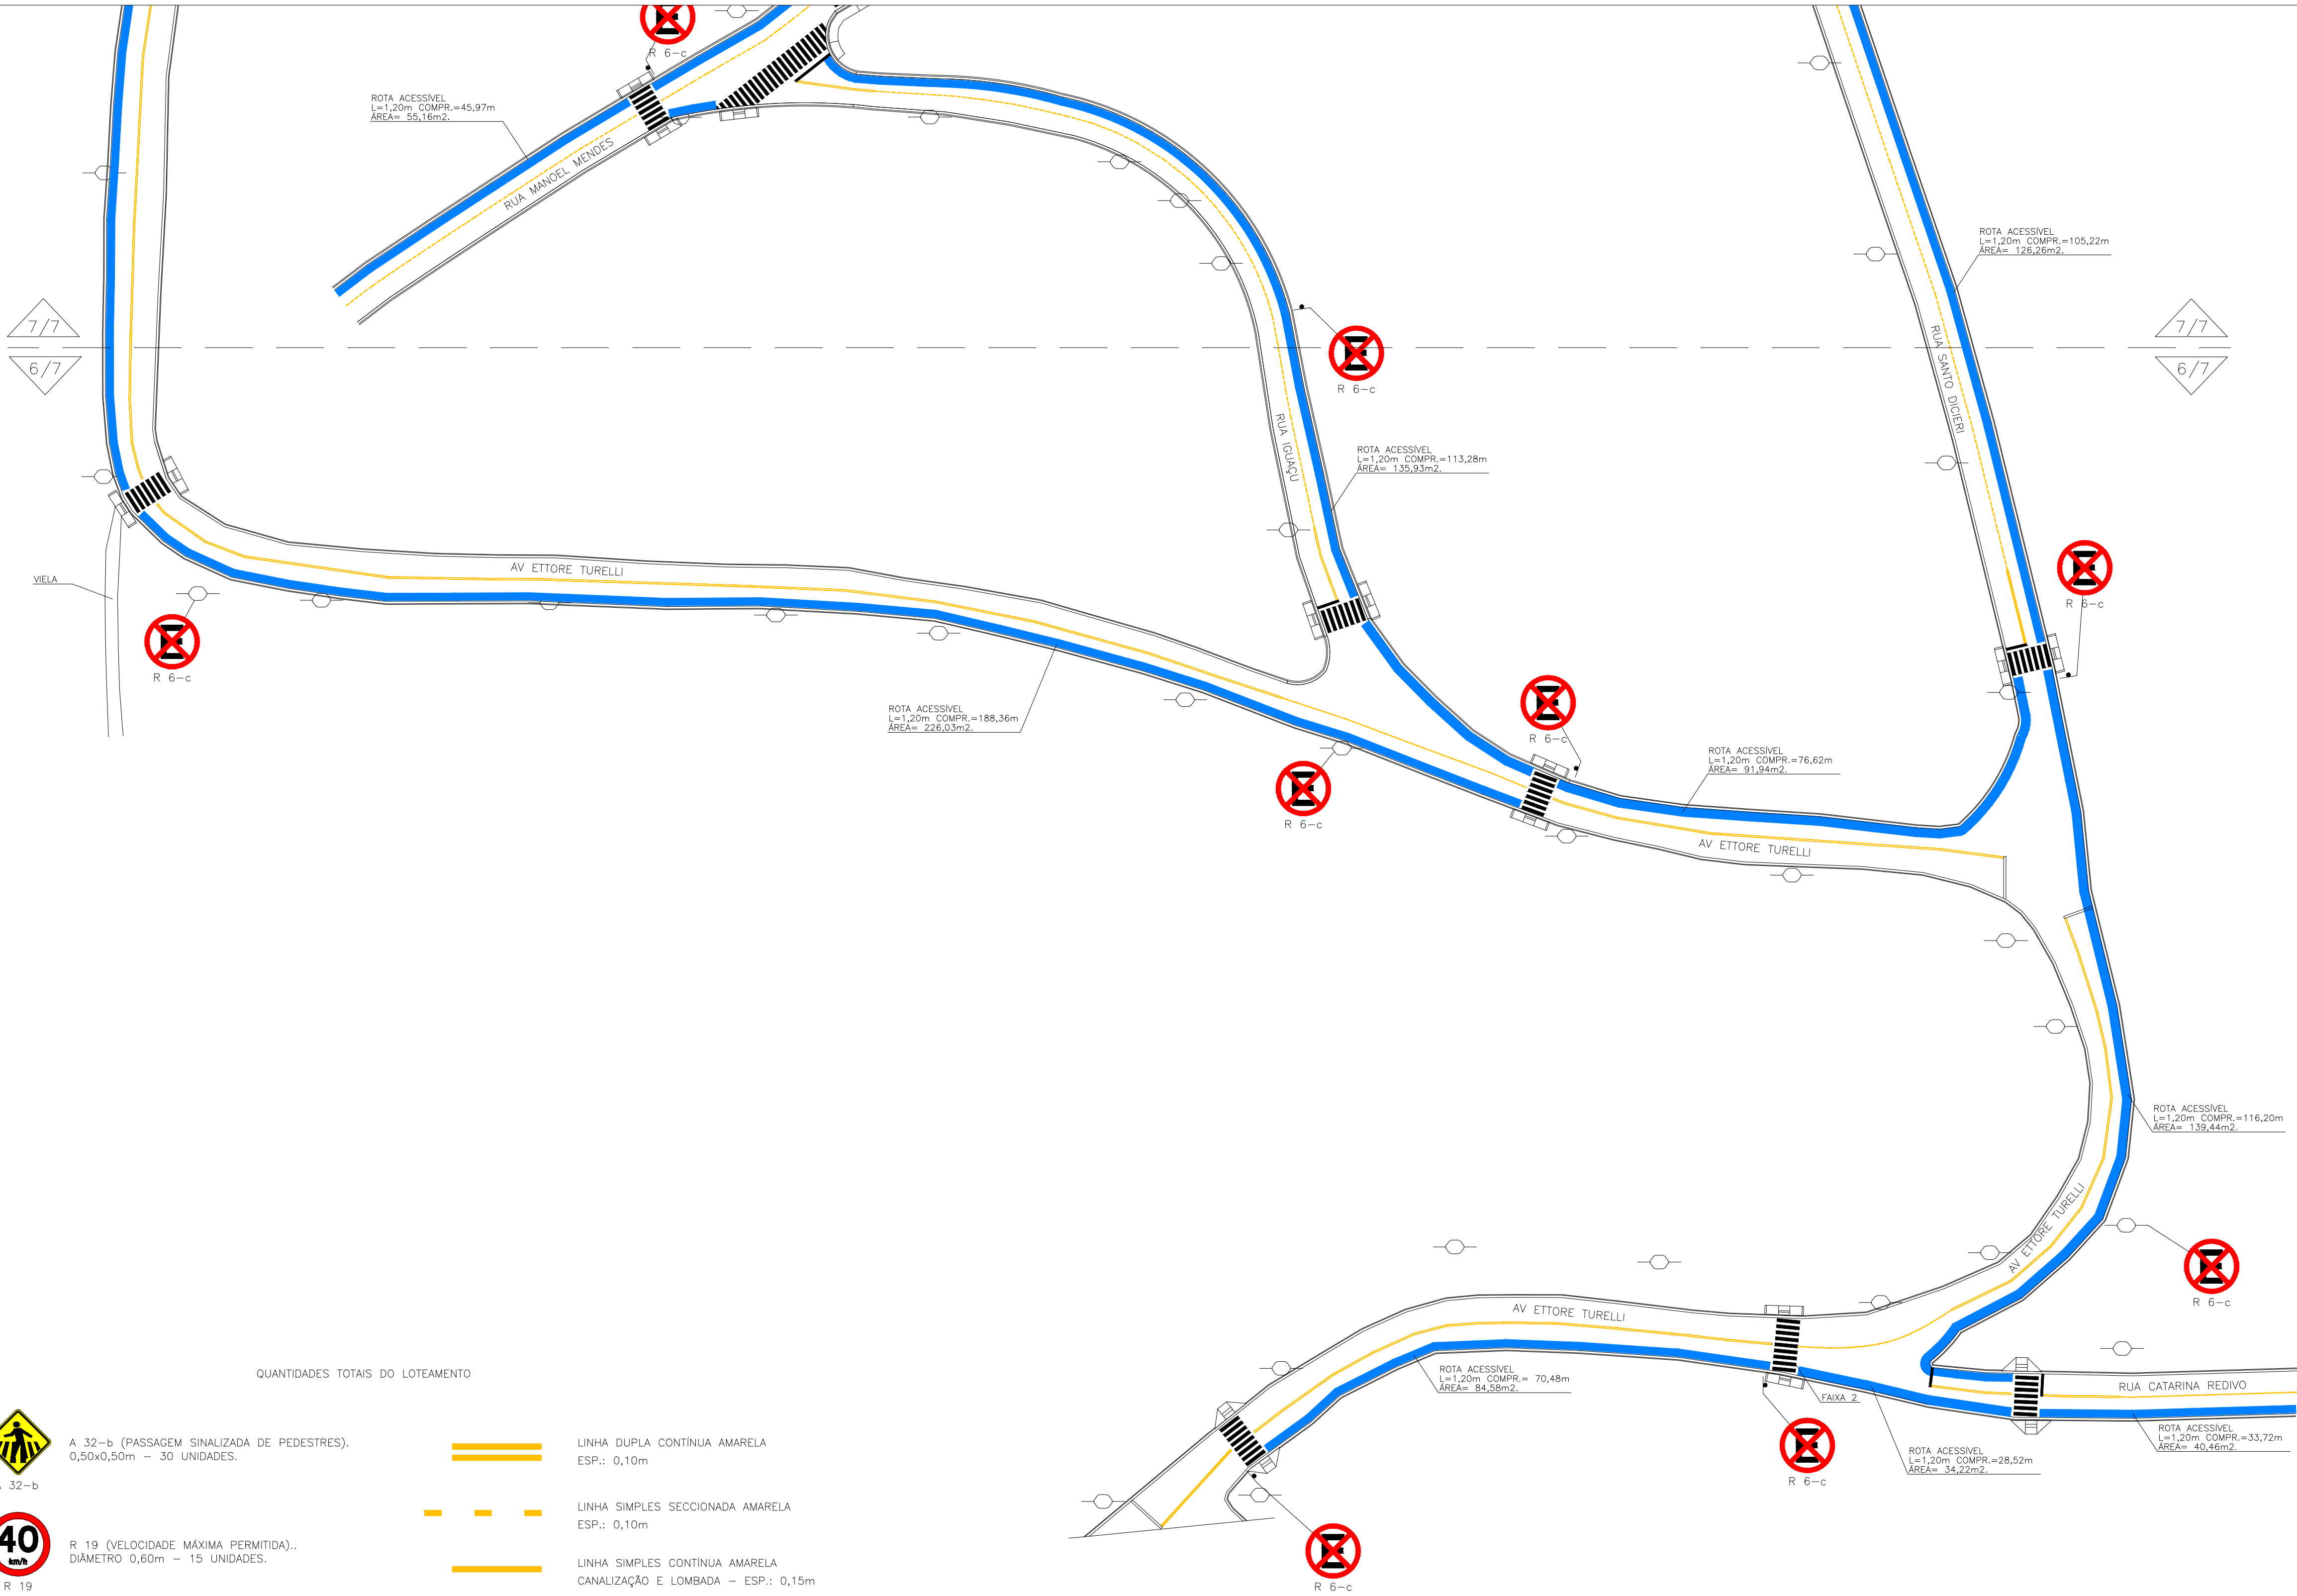 R 6-c
ROTA ACESSÍVEL
L=1,20m COMPR.=45,97m
ÁREA= 55,16m2.
RUA MANOEL MENDES
ROTA ACESSÍVEL
L=1,20m COMPR.=105,22m
ÁREA= 126,26m2.
7/7
6/7
7/7
6/7
RUA SANTO DICIERI
R 6-c
RUA IGUAÇU
ROTA ACESSÍVEL
L=1,20m COMPR.=113,28m
ÁREA= 135,93m2.
VIELA
AV ETTORE TURELLI
R 6-c
R 6-c
ROTA ACESSÍVEL
L=1,20m COMPR.=188,36m
ÁREA= 226,03m2.
R 6-c
R 6-c
ROTA ACESSÍVEL
L=1,20m COMPR.=76,62m
ÁREA= 91,94m2.
AV ETTORE TURELLI
ROTA ACESSÍVEL
L=1,20m COMPR.=116,20m
ÁREA= 139,44m2.
AV ETTORE TURELLI
R 6-c
AV ETTORE TURELLI
ROTA ACESSÍVEL
L=1,20m COMPR.= 70,48m
ÁREA= 84,58m2.
FAIXA 2
RUA CATARINA REDIVO
R 6-c
ROTA ACESSÍVEL
L=1,20m COMPR.=28,52m
ÁREA= 34,22m2.
ROTA ACESSÍVEL
L=1,20m COMPR.=33,72m
ÁREA= 40,46m2.
R 6-c
QUANTIDADES TOTAIS DO LOTEAMENTO
A 32-b (PASSAGEM SINALIZADA DE PEDESTRES).
0,50x0,50m - 30 UNIDADES.
32-b
40
km/h
R 19 (VELOCIDADE MÁXIMA PERMITIDA)..
DIÂMETRO 0,60m - 15 UNIDADES.
R 19
LINHA DUPLA CONTÍNUA AMARELA
ESP.: 0,10m
LINHA SIMPLES SECCIONADA AMARELA
ESP.: 0,10m
LINHA SIMPLES CONTÍNUA AMARELA
CANALIZAÇÃO E LOMBADA - ESP.: 0,15m